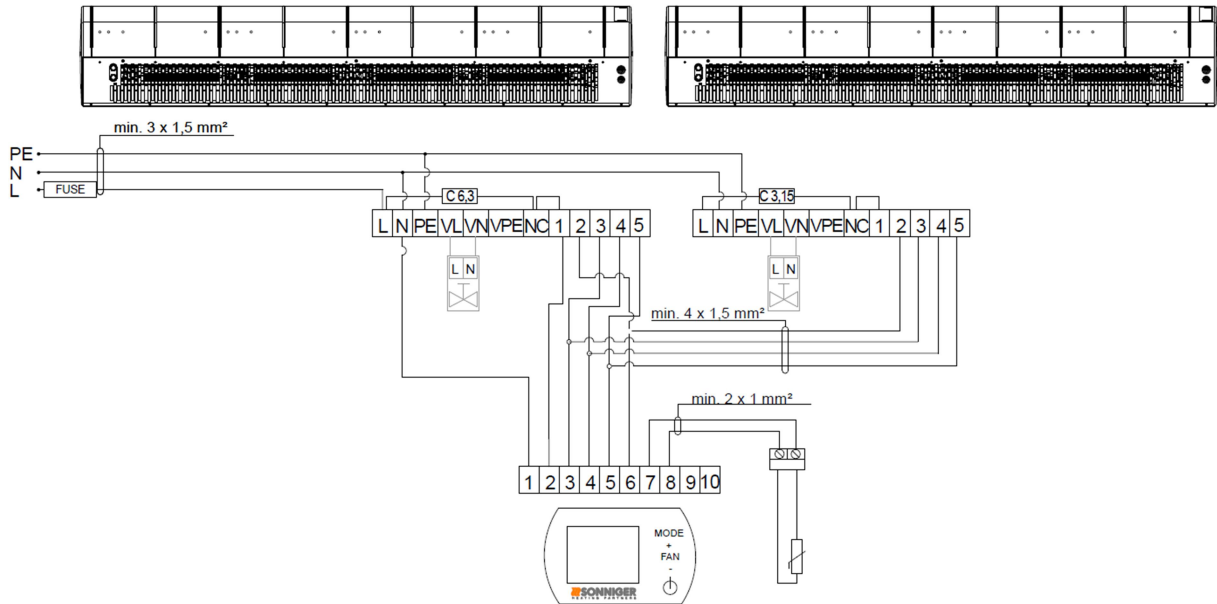 min. 3 x 1,5 mm²
PE
N
L
FUSE
C 6,3
C 3,15
L N PE VL VN VPE NC 1 2 3 4 5
L N PE VL VN VPE NC 1 2 3 4 5
L N
L N
min. 4 x 1,5 mm²
min. 2 x 1 mm²
1 2 3 4 5 6 7 8 9 10
MODE
+
FAN
-
SONNIGER
HEATING PARTNERS